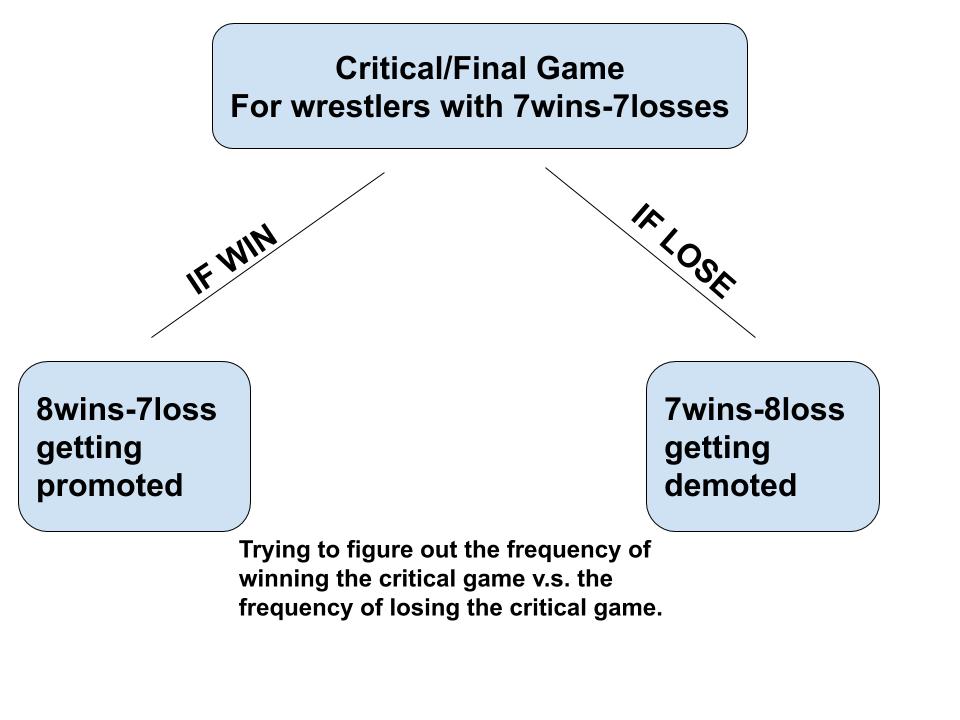 Critical/Final Game
For wrestlers with 7wins-7losses
IF WIN
IF LOSE
8wins-7loss
getting
promoted
7wins-8loss
getting
demoted
Trying to figure out the frequency of
winning the critical game v.s. the
frequency of losing the critical game.